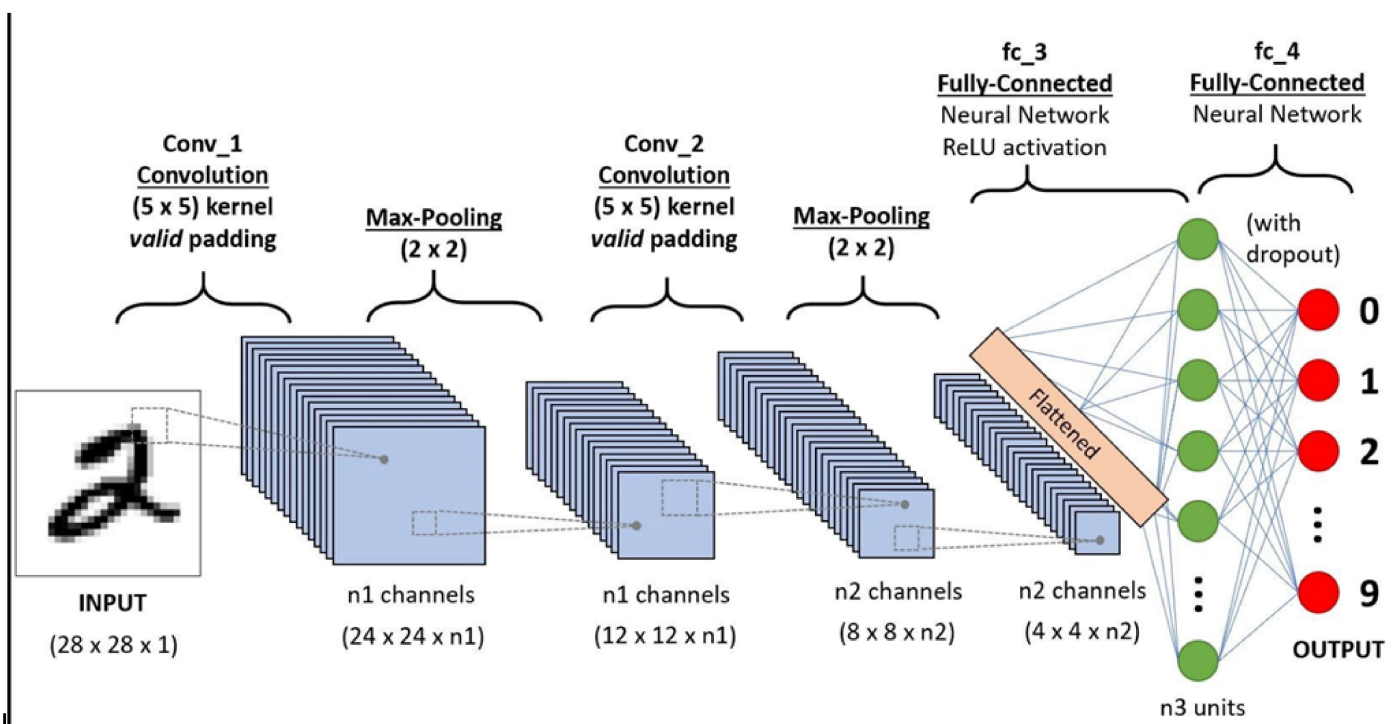 Conv_1
Convolution
(5 x 5) kernel
valid padding
Max-Pooling
(2 x 2)
Conv_2
Convolution
(5 x 5) kernel
valid padding
Max-Pooling
(2 x 2)
fc_3
Fully-Connected
Neural Network
ReLU activation
fc_4
Fully-Connected
Neural Network
(with
dropout)
2
INPUT
(28 x 28 x 1)
n1 channels
(24 x 24 x n1)
n1 channels
(12 x 12 x n1)
n2 channels
(8 x 8 x n2)
n2 channels
(4 x 4 x n2)
Flattened
n3 units
0
1
2
⋮
9
OUTPUT